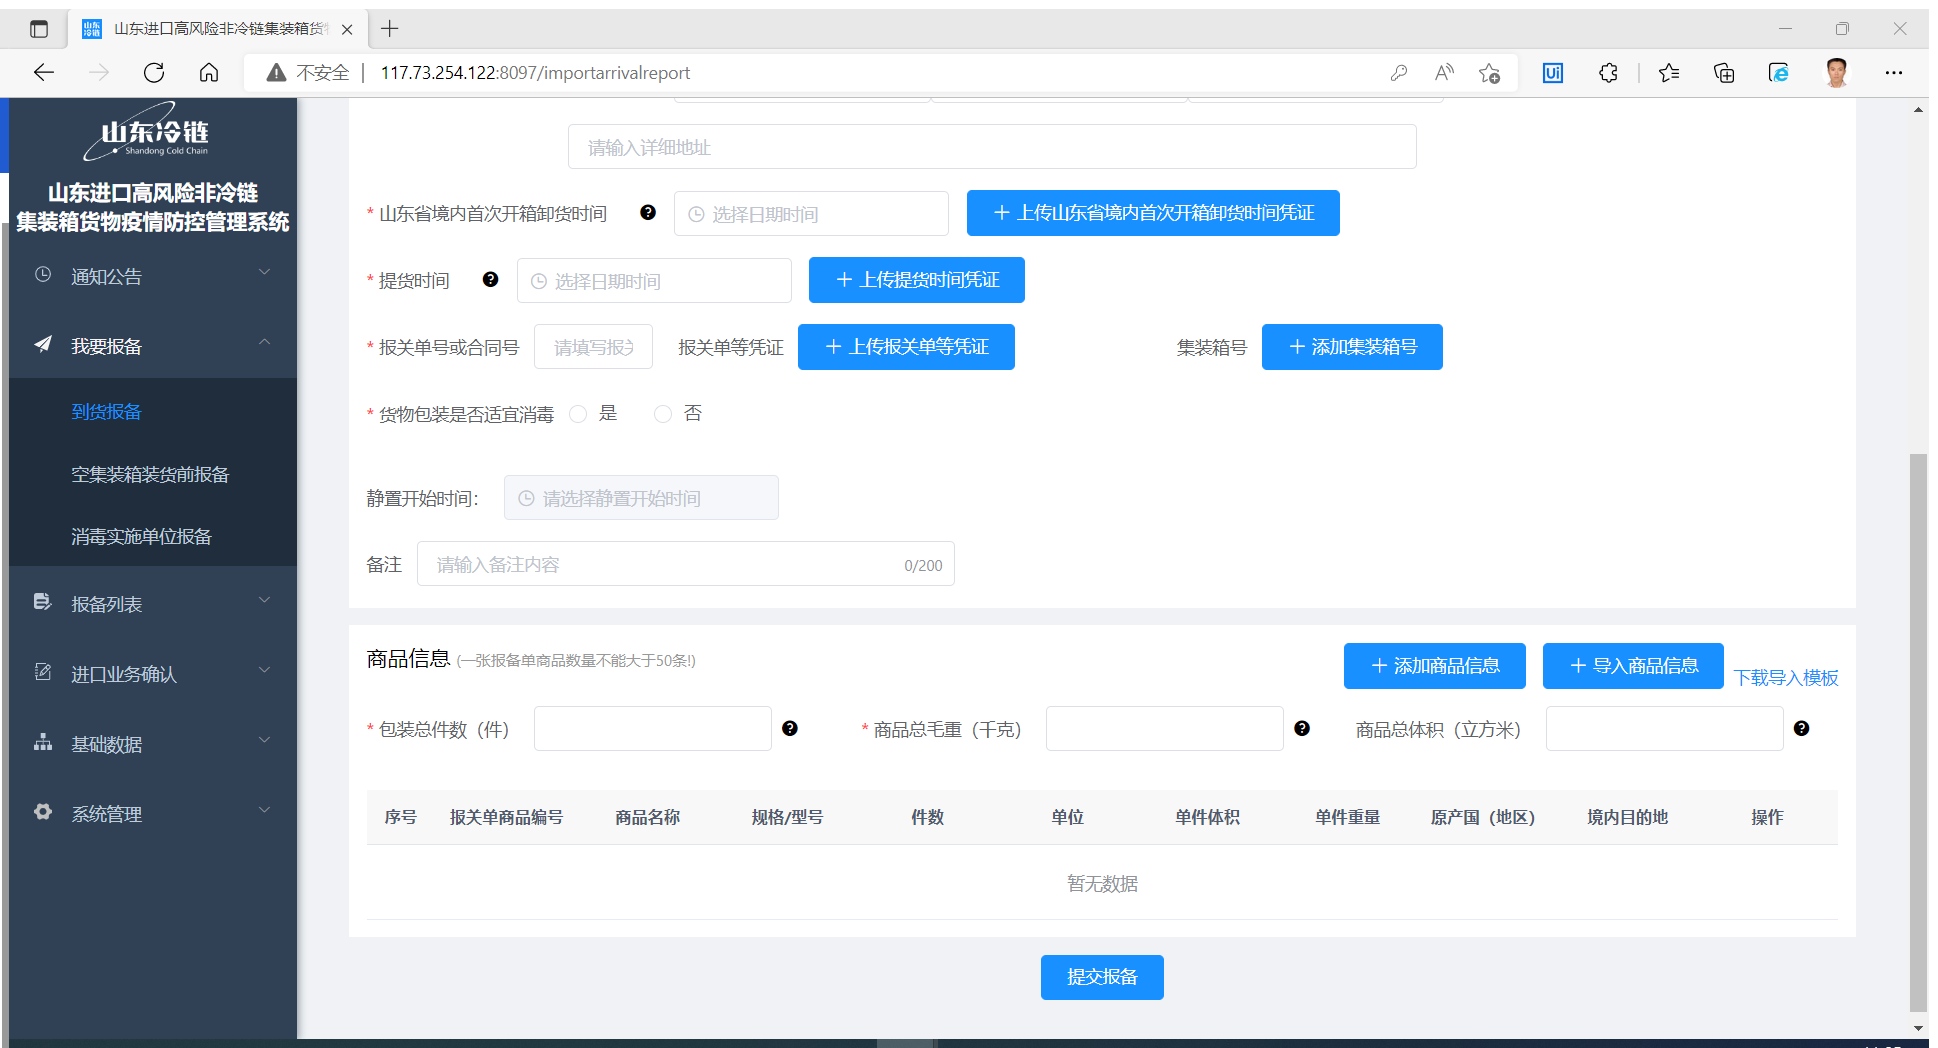 山东进口高风险非冷链集装箱货
不安全 117.73.254.122:8097/importarrivalreport
山东冷链
Shandong Cold Chain
山东进口高风险非冷链
集装箱货物疫情防控管理系统
通知公告
我要报备
到货报备
空集装箱装货前报备
消毒实施单位报备
报备列表
进口业务确认
基础数据
系统管理
请输入详细地址
* 山东省境内首次开箱卸货时间 选择日期时间 + 上传山东省境内首次开箱卸货时间凭证
* 提货时间 选择日期时间 + 上传提货时间凭证
* 报关单号或合同号 请填写报关 报关单等凭证 + 上传报关单等凭证 集装箱号 + 添加集装箱号
* 货物包装是否适宜消毒 是 否
静置开始时间: 请选择静置开始时间
备注 请输入备注内容 0/200
商品信息 (一张报备单商品数量不能大于50条!) + 添加商品信息 + 导入商品信息 下载导入模板
* 包装总件数（件） * 商品总毛重（千克） 商品总体积（立方米）
序号 报关单商品编号 商品名称 规格/型号 件数 单位 单件体积 单件重量 原产国（地区） 境内目的地 操作
暂无数据
提交报备